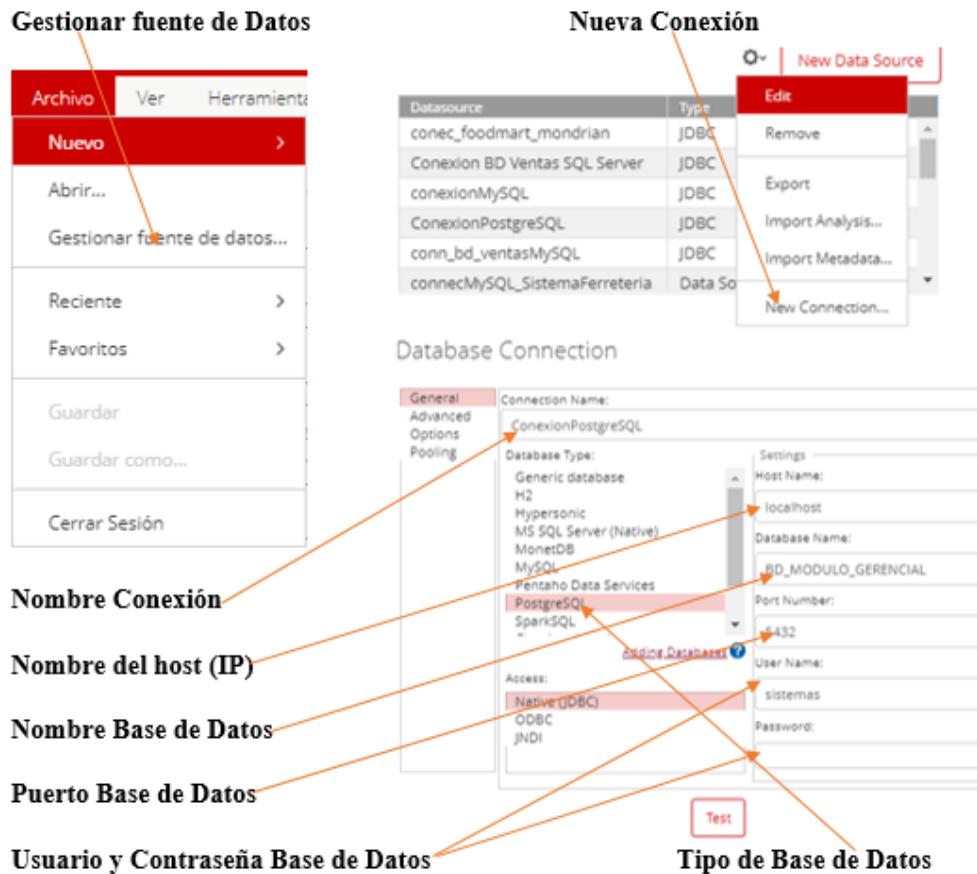 Gestionar fuente de Datos
Nueva Conexión
New Data Source
Archivo Ver Herramienta
Nuevo
Abrir...
Gestionar fuente de datos...
Reciente
Favoritos
Guardar
Guardar como...
Cerrar Sesión
Datasource Type
conec_foodmart_mondrian JDBC
Conexion BD Ventas SQL Server JDBC
conexionMySQL JDBC
ConexionPostgreSQL JDBC
conn_bd_ventasMySQL JDBC
connecMySQL_SistemaFerreteria Data So
Edit
Remove
Export
Import Analysis...
Import Metadata...
New Connection...
Database Connection
General
Advanced
Options
Pooling
Connection Name:
ConexionPostgreSQL
Database Type:
Generic database
H2
Hypersonic
MS SQL Server (Native)
MonetDB
MySQL
Pentaho Data Services
PostgreSQL
SparkSQL
Adding Databases ?
Access:
Native (JDBC)
ODBC
JNDI
Settings
Host Name:
localhost
Database Name:
BD_MODULO_GERENCIAL
Port Number:
5432
User Name:
sistemas
Password:
Test
Nombre Conexión
Nombre del host (IP)
Nombre Base de Datos
Puerto Base de Datos
Usuario y Contraseña Base de Datos
Tipo de Base de Datos